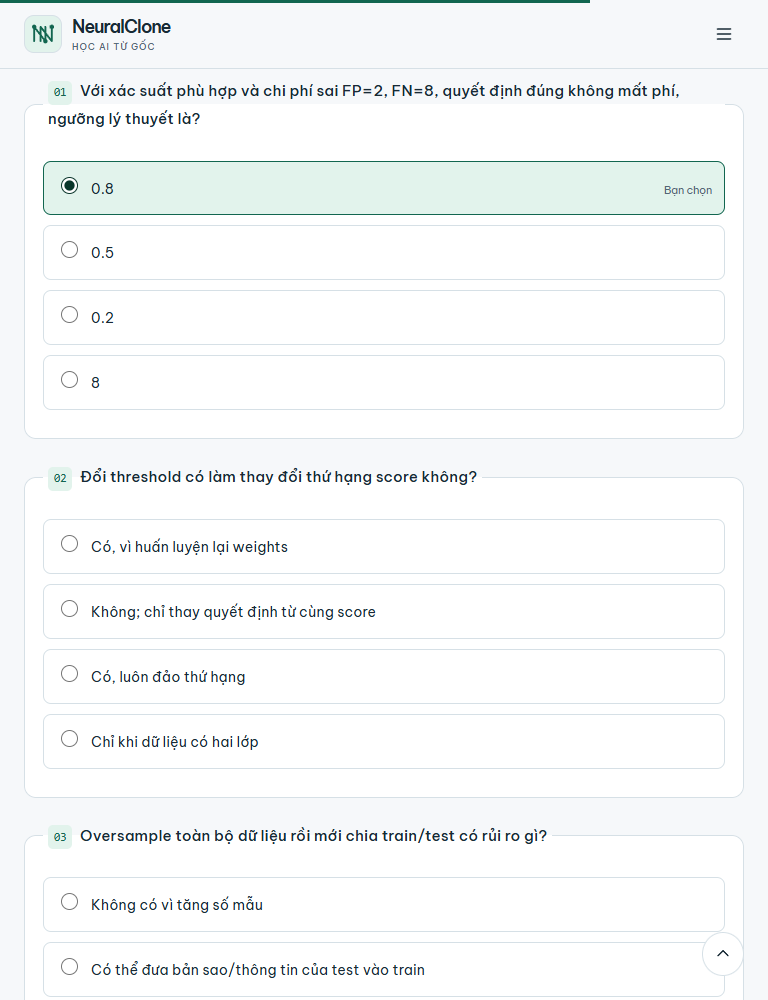 NeuralClone
HỌC AI TỪ GỐC
01 Với xác suất phù hợp và chi phí sai FP=2, FN=8, quyết định đúng không mất phí,
ngưỡng lý thuyết là?
0.8
Bạn chọn
0.5
0.2
8
02 Đổi threshold có làm thay đổi thứ hạng score không?
Có, vì huấn luyện lại weights
Không; chỉ thay quyết định từ cùng score
Có, luôn đảo thứ hạng
Chỉ khi dữ liệu có hai lớp
03 Oversample toàn bộ dữ liệu rồi mới chia train/test có rủi ro gì?
Không có vì tăng số mẫu
Có thể đưa bản sao/thông tin của test vào train